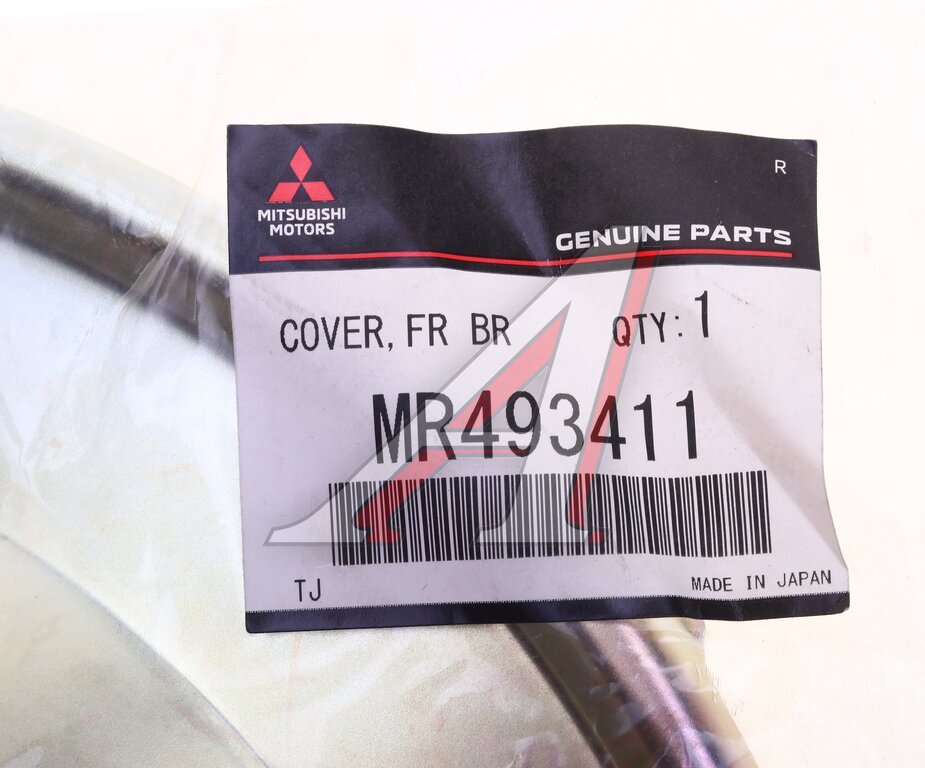 R
MITSUBISHI
MOTORS
GENUINE PARTS
COVER, FR BR QTY: 1
MR493411
TJ
MADE IN JAPAN